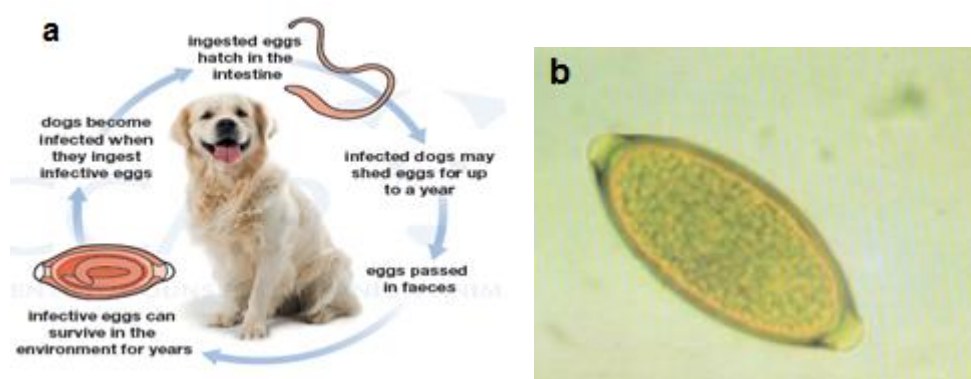 a
ingested eggs
hatch in the
intestine
dogs become
infected when
they ingest
infective eggs
infected dogs may
shed eggs for up
to a year
eggs passed
in faeces
infective eggs can
survive in the
environment for years
b